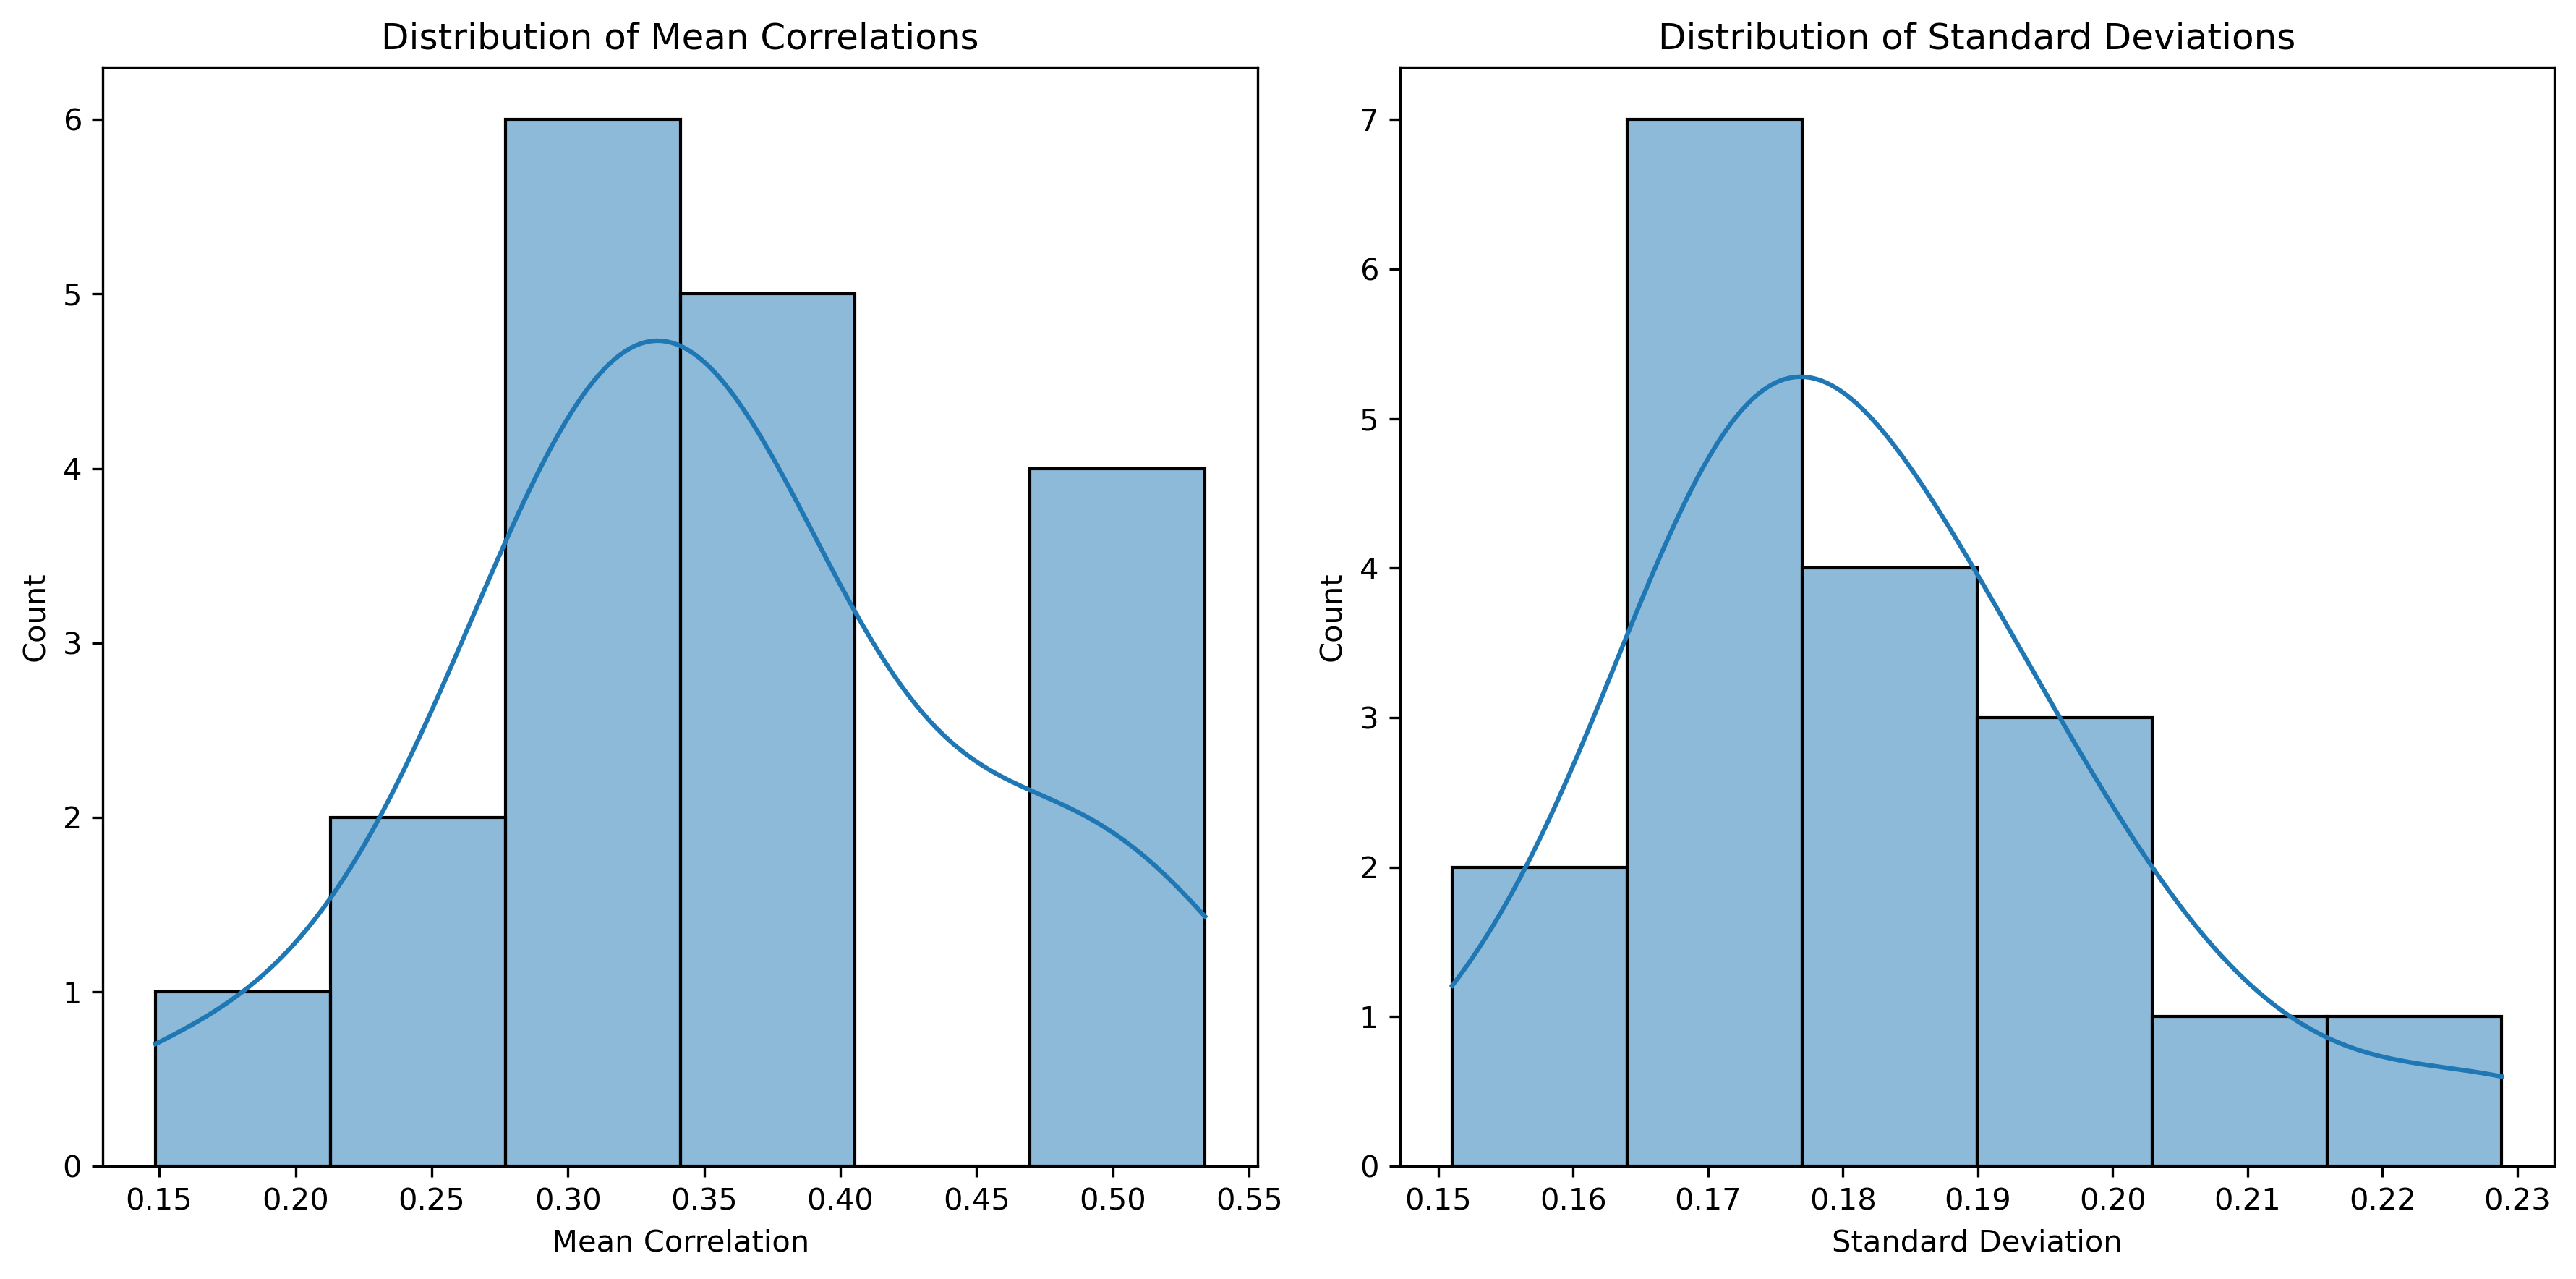 Distribution of Mean Correlations
Count
6
5
4
3
2
1
0
0.15 0.20 0.25 0.30 0.35 0.40 0.45 0.50 0.55
Mean Correlation
Distribution of Standard Deviations
Count
7
6
5
4
3
2
1
0
0.15 0.16 0.17 0.18 0.19 0.20 0.21 0.22 0.23
Standard Deviation